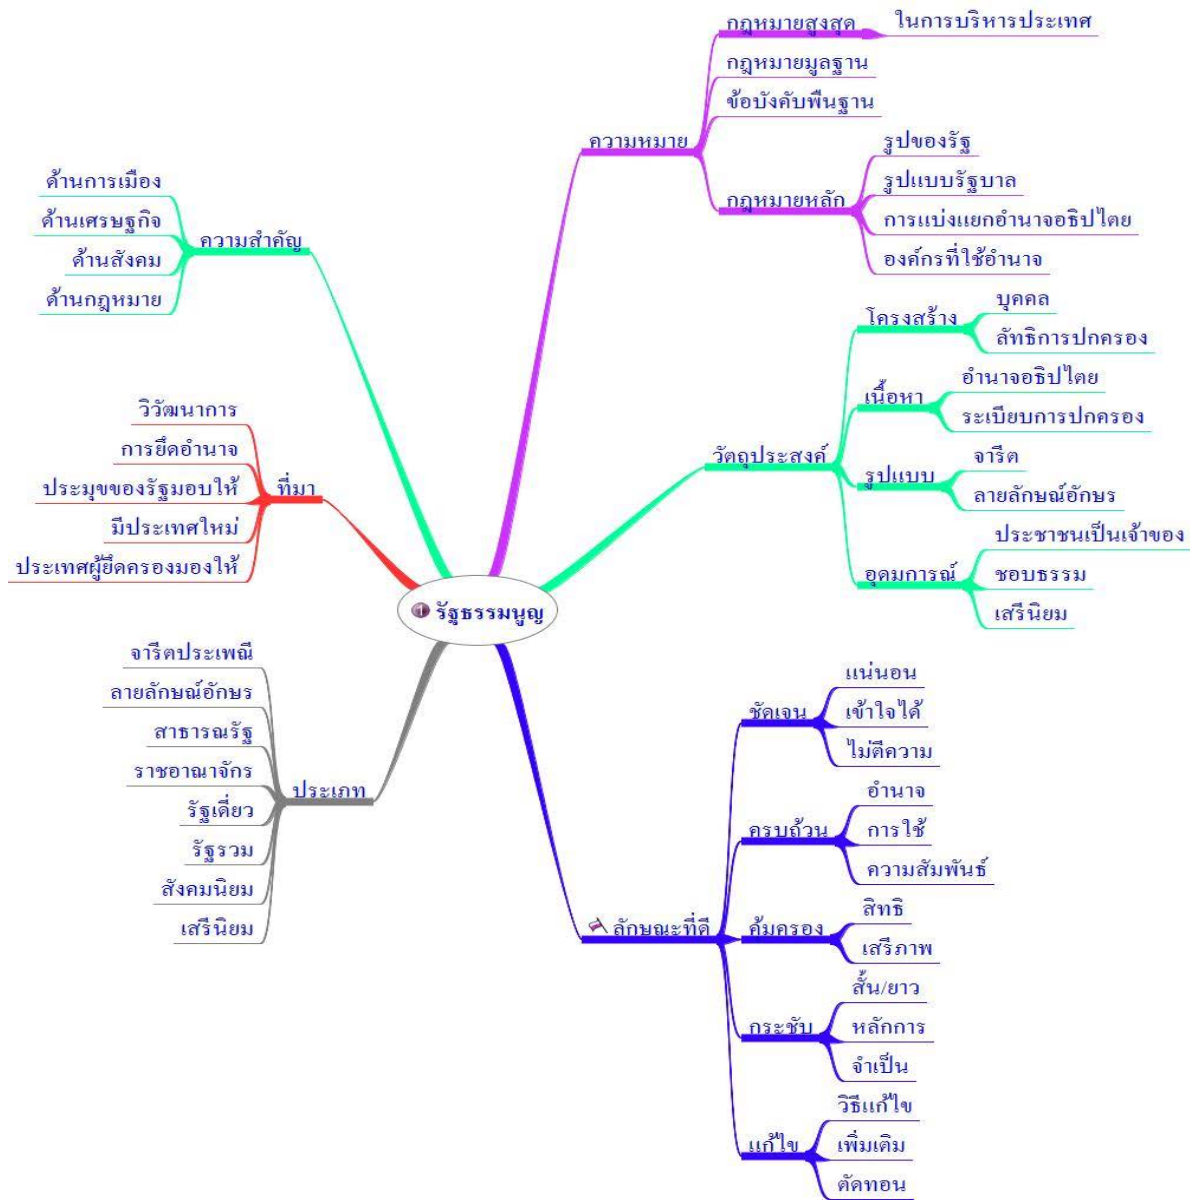 รัฐธรรมนูญ
ความหมาย
กฎหมายสูงสุด
ในการบริหารประเทศ
กฎหมายมูลฐาน
ข้อบังคับพื้นฐาน
กฎหมายหลัก
รูปของรัฐ
รูปแบบรัฐบาล
การแบ่งแยกอำนาจอธิปไตย
องค์กรที่ใช้อำนาจ
วัตถุประสงค์
โครงสร้าง
บุคคล
ลัทธิการปกครอง
เนื้อหา
อำนาจอธิปไตย
ระเบียบการปกครอง
รูปแบบ
จารีต
ลายลักษณ์อักษร
อุดมการณ์
ประชาชนเป็นเจ้าของ
ชอบธรรม
เสรีนิยม
ลักษณะที่ดี
ชัดเจน
แน่นอน
เข้าใจได้
ไม่ตีความ
ครบถ้วน
อำนาจ
การใช้
ความสัมพันธ์
คุ้มครอง
สิทธิ
เสรีภาพ
กระชับ
สั้น/ยาว
หลักการ
จำเป็น
แก้ไข
วิธีแก้ไข
เพิ่มเติม
ตัดทอน
ความสำคัญ
ด้านการเมือง
ด้านเศรษฐกิจ
ด้านสังคม
ด้านกฎหมาย
ที่มา
วิวัฒนาการ
การยึดอำนาจ
ประมุขของรัฐมอบให้
มีประเทศใหม่
ประเทศผู้ยึดครองมองให้
ประเภท
จารีตประเพณี
ลายลักษณ์อักษร
สาธารณรัฐ
ราชอาณาจักร
รัฐเดี่ยว
รัฐรวม
สังคมนิยม
เสรีนิยม